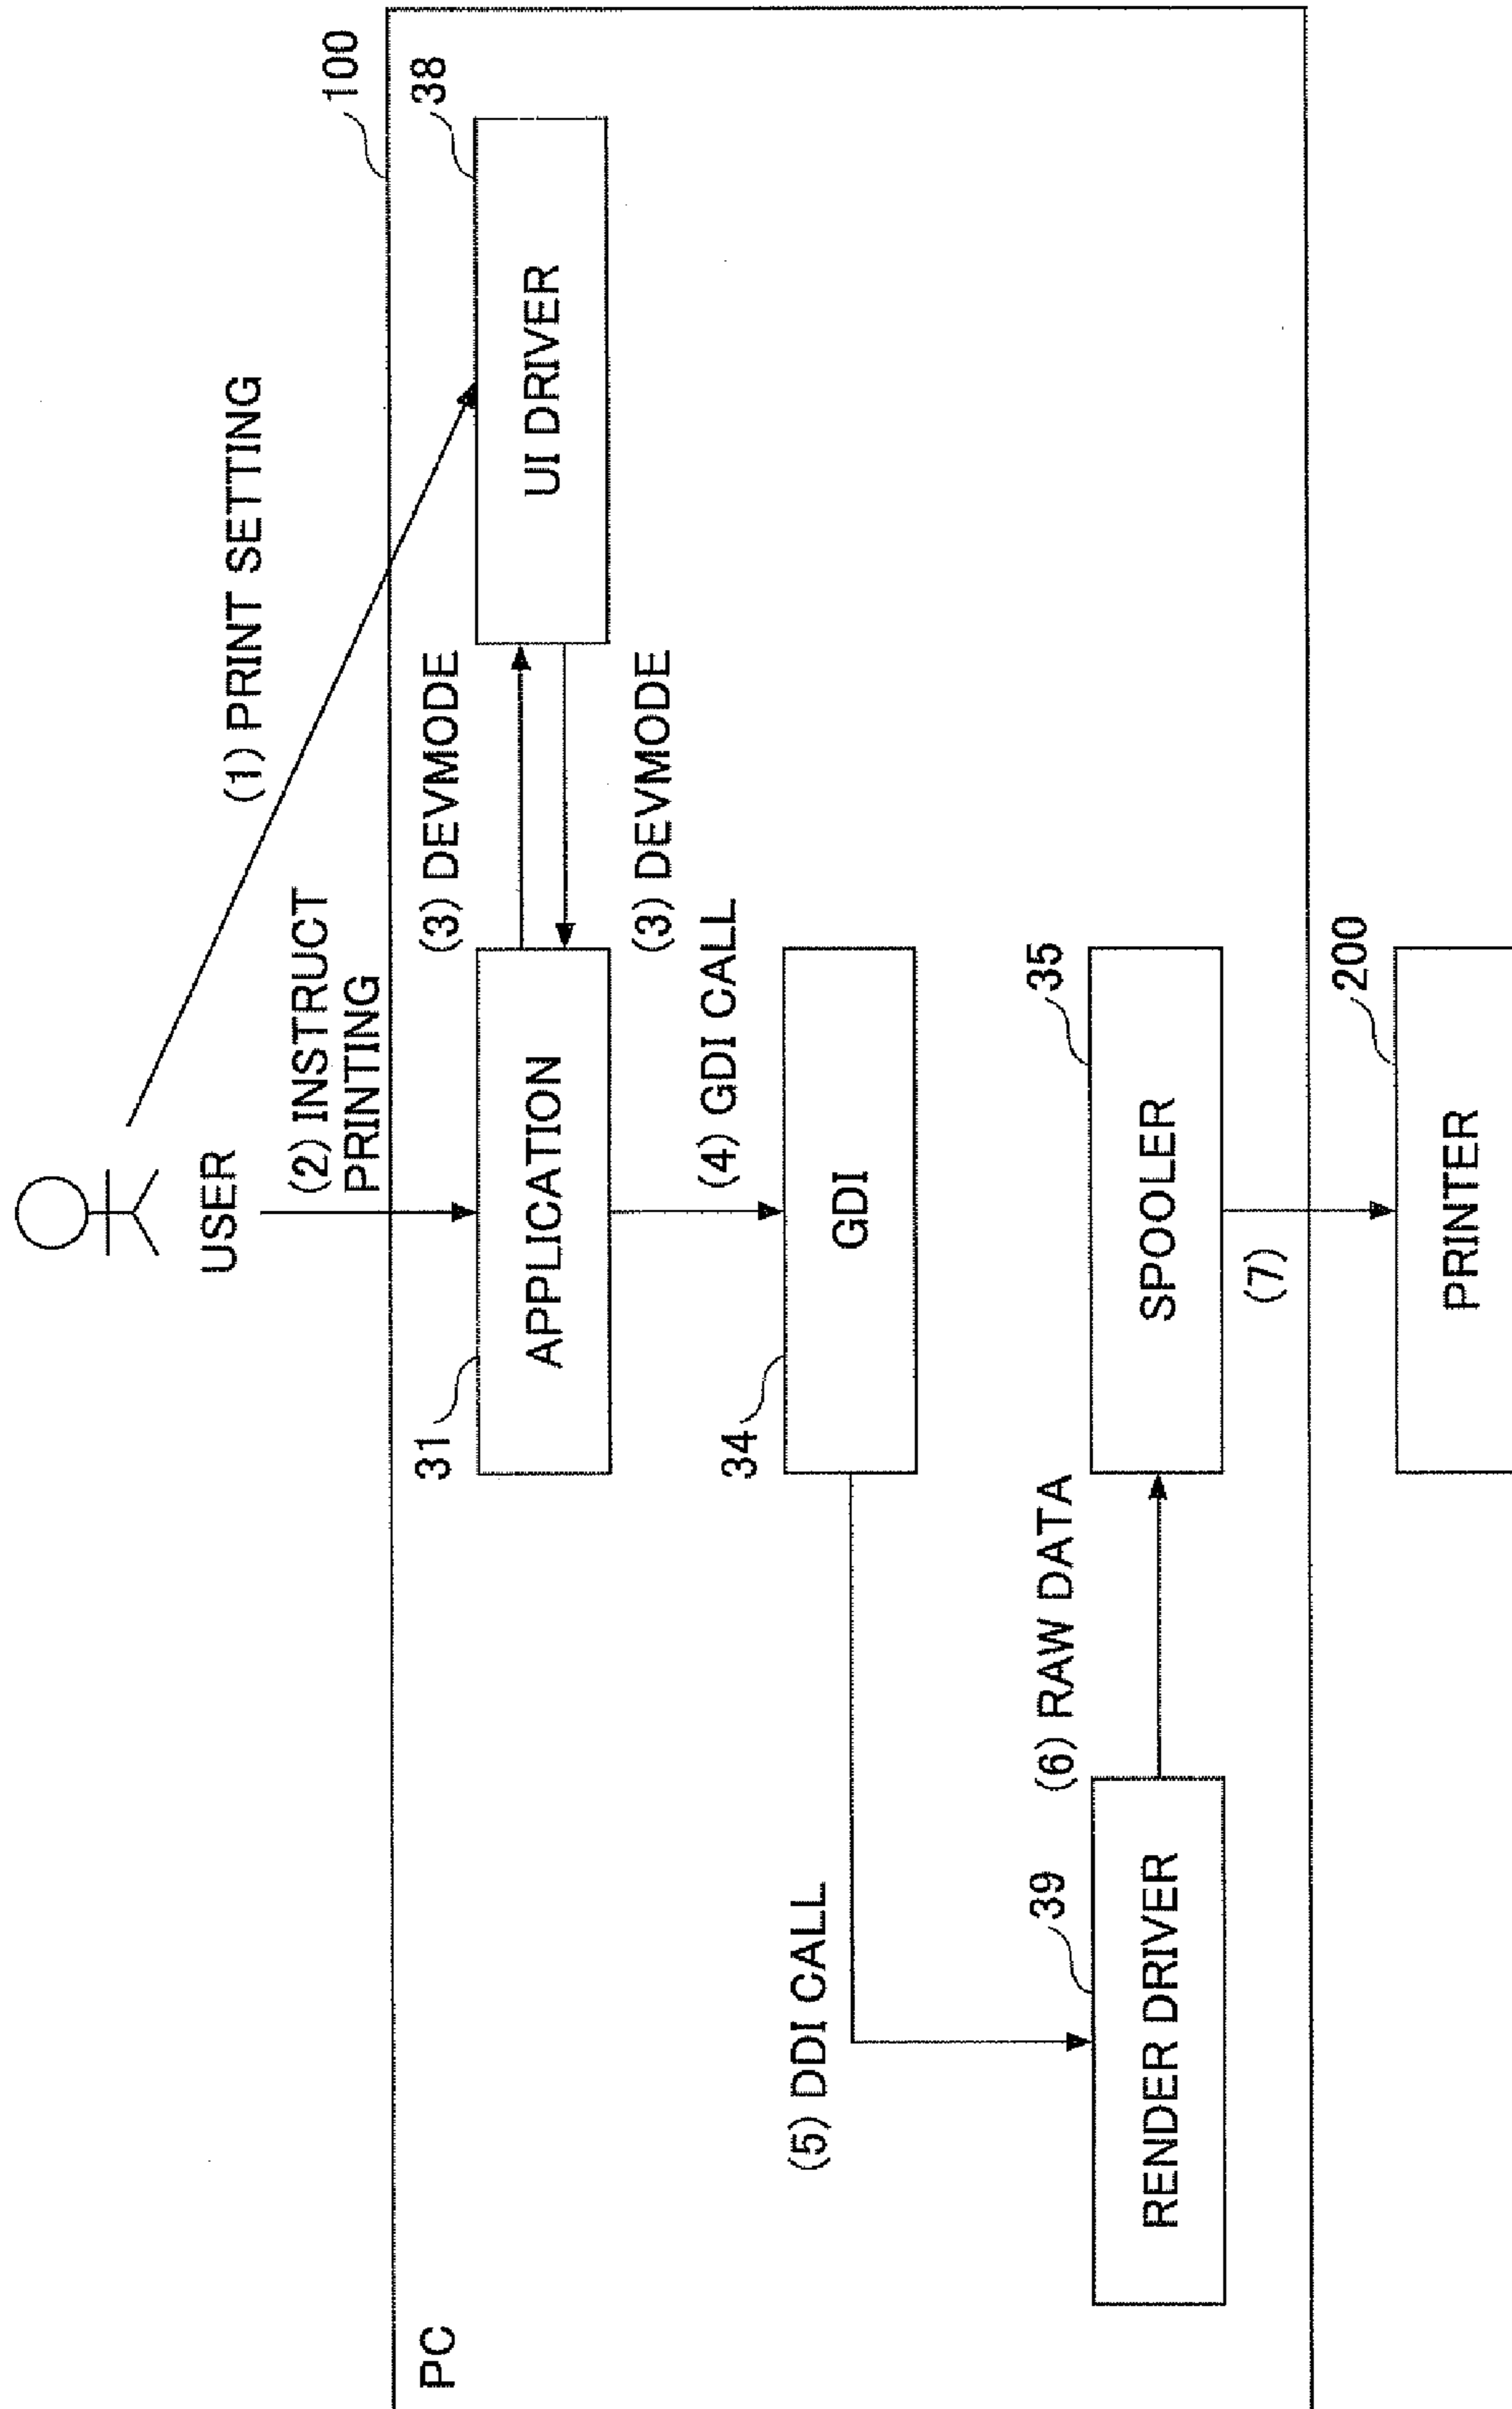 USER
(1) PRINT SETTING
(2) INSTRUCT
PRINTING
100
PC
31
APPLICATION
(3) DEVMODE
(3) DEVMODE
38
UI DRIVER
(4) GDI CALL
34
GDI
(5) DDI CALL
39
RENDER DRIVER
(6) RAW DATA
35
SPOOLER
(7)
200
PRINTER